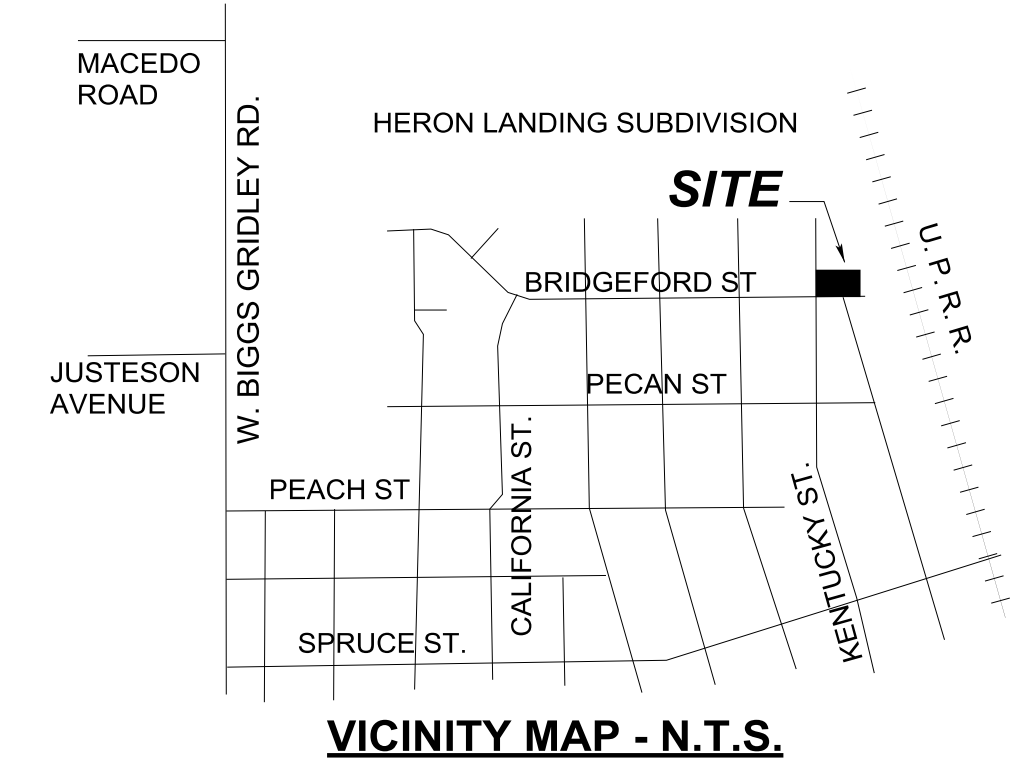 MACEDO
ROAD
W. BIGGS GRIDLEY RD.
HERON LANDING SUBDIVISION
SITE
U. P. R. R.
BRIDGEFORD ST
JUSTESON
AVENUE
PECAN ST
CALIFORNIA ST.
PEACH ST
KENTUCKY ST.
SPRUCE ST.
VICINITY MAP - N.T.S.